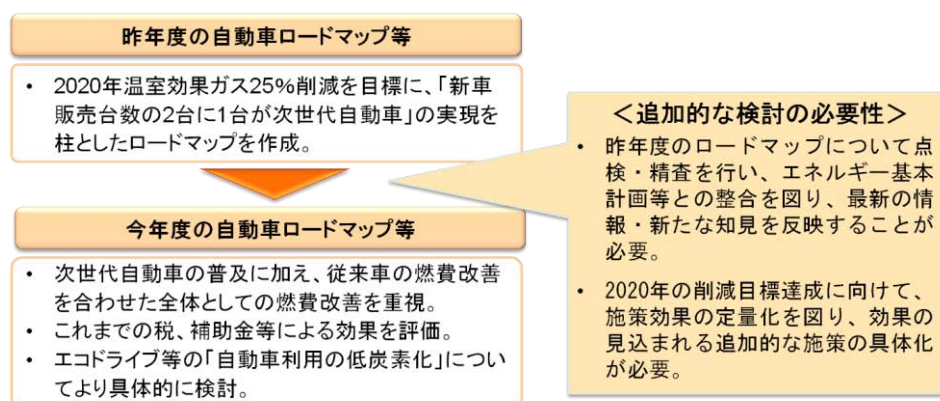 昨年度の自動車ロードマップ等
• 2020年温室効果ガス25%削減を目標に、「新車
販売台数の2台に1台が次世代自動車」の実現を
柱としたロードマップを作成。
今年度の自動車ロードマップ等
• 次世代自動車の普及に加え、従来車の燃費改善
を合わせた全体としての燃費改善を重視。
• これまでの税、補助金等による効果を評価。
• エコドライブ等の「自動車利用の低炭素化」につい
てより具体的に検討。
＜追加的な検討の必要性＞
• 昨年度のロードマップについて点
検・精査を行い、エネルギー基本
計画等との整合を図り、最新の情
報・新たな知見を反映することが
必要。
• 2020年の削減目標達成に向けて、
施策効果の定量化を図り、効果の
見込まれる追加的な施策の具体化
が必要。